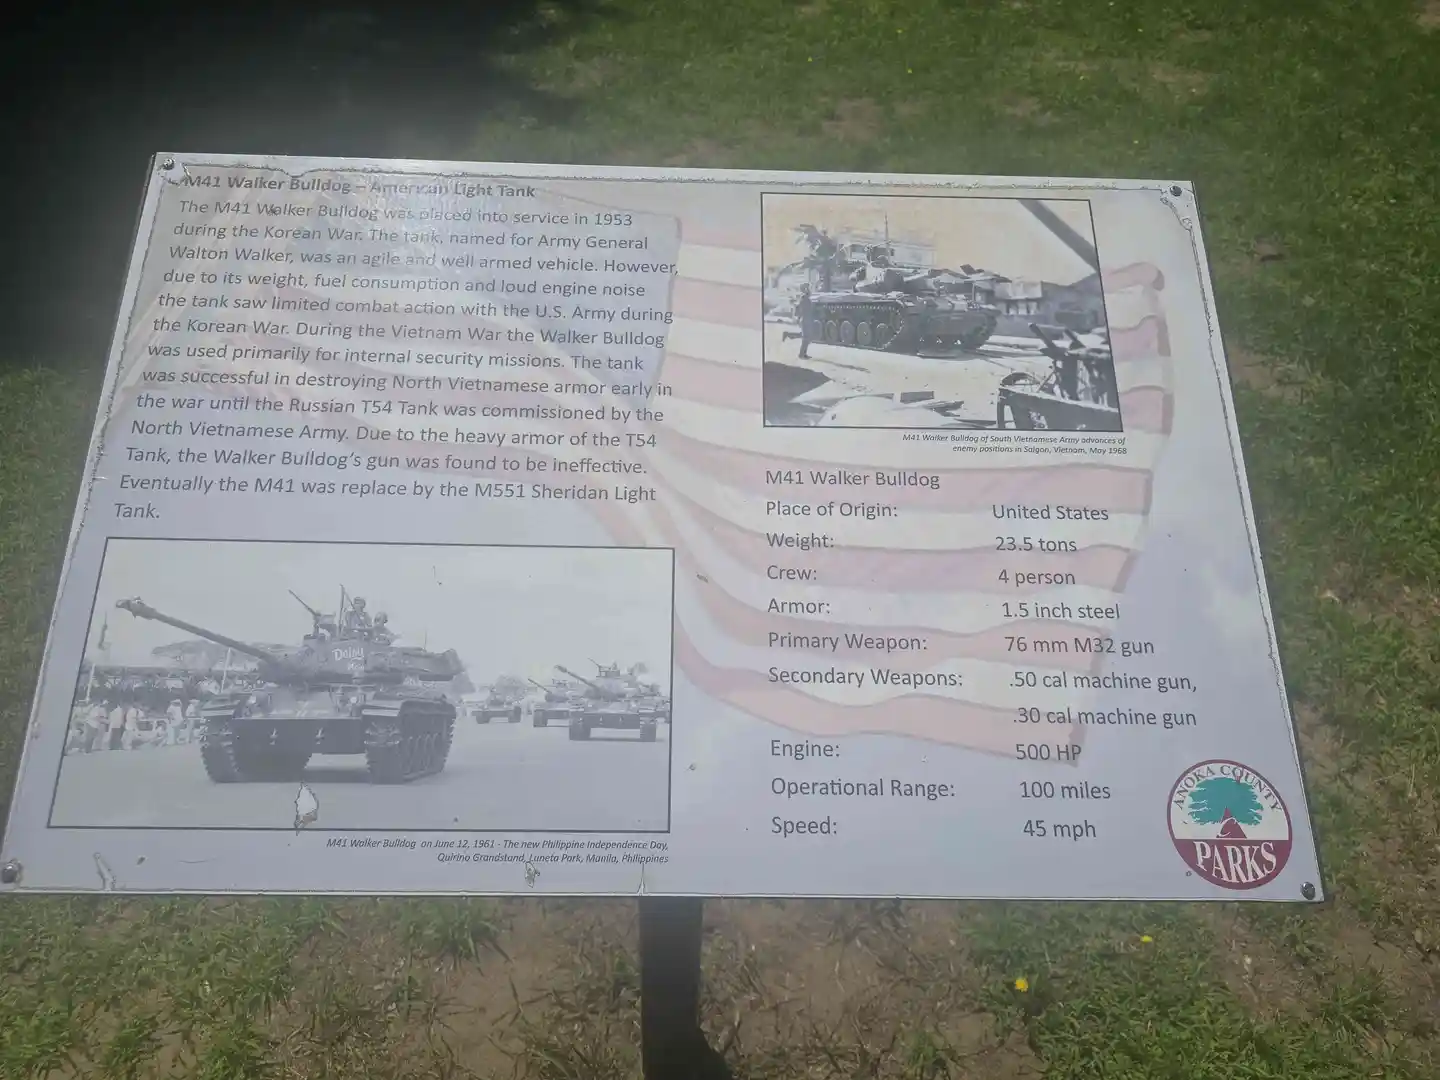 M41 Walker Bulldog – American Light Tank
The M41 Walker Bulldog was placed into service in 1953
during the Korean War. The tank, named for Army General
Walton Walker, was an agile and well armed vehicle. However,
due to its weight, fuel consumption and loud engine noise
the tank saw limited combat action with the U.S. Army during
the Korean War. During the Vietnam War the Walker Bulldog
was used primarily for internal security missions. The tank
was successful in destroying North Vietnamese armor early in
the war until the Russian T54 Tank was commissioned by the
North Vietnamese Army. Due to the heavy armor of the T54
Tank, the Walker Bulldog's gun was found to be ineffective.
Eventually the M41 was replace by the M551 Sheridan Light
Tank.
Daisy
M41 Walker Bulldog on June 12, 1961 - The new Philippine Independence Day,
Quirino Grandstand, Luneta Park, Manila, Philippines
M41 Walker Bulldog of South Vietnamese Army advances of
enemy positions in Saigon, Vietnam, May 1968
M41 Walker Bulldog
Place of Origin: United States
Weight: 23.5 tons
Crew: 4 person
Armor: 1.5 inch steel
Primary Weapon: 76 mm M32 gun
Secondary Weapons: .50 cal machine gun,
.30 cal machine gun
Engine: 500 HP
Operational Range: 100 miles
Speed: 45 mph
ANOKA COUNTY
PARKS